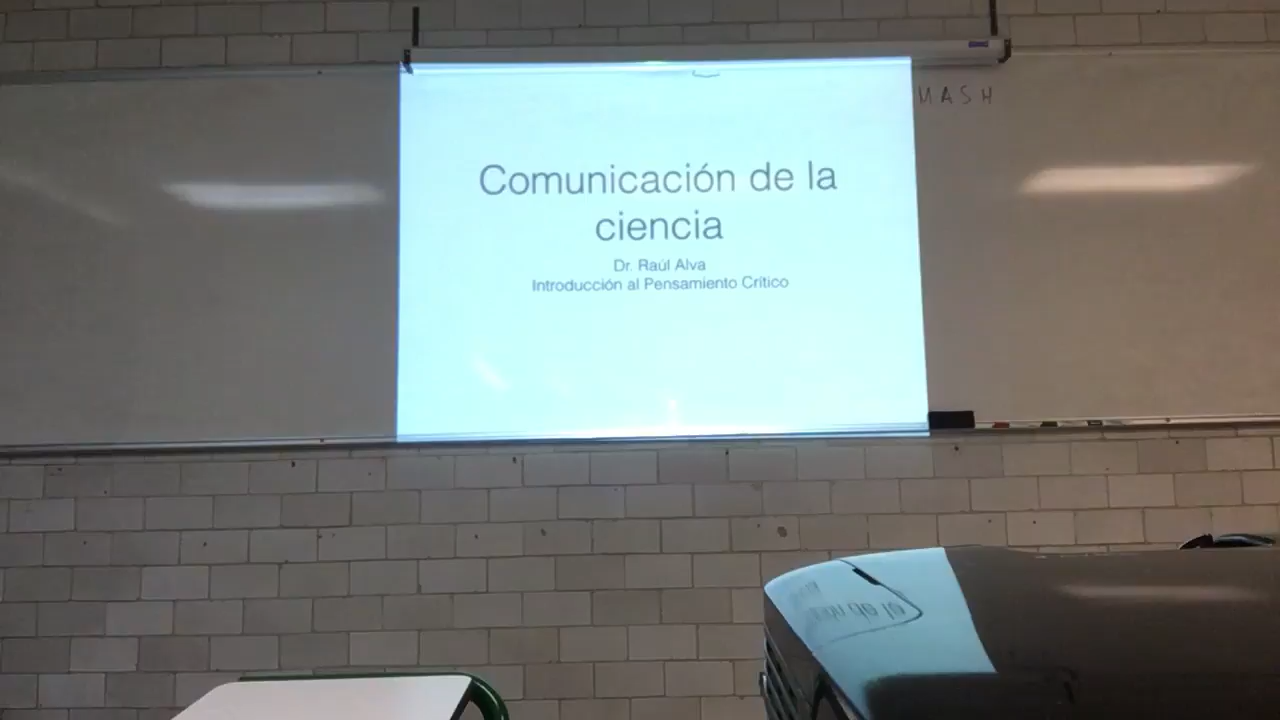 MASH
Comunicación de la
ciencia
Dr. Raúl Alva
Introducción al Pensamiento Crítico